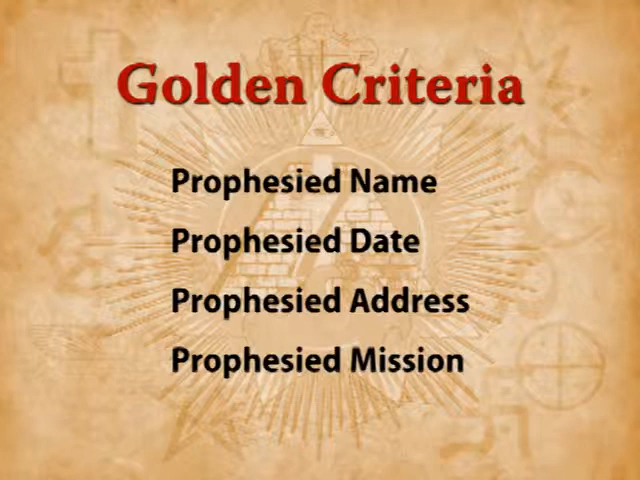 Golden Criteria
Prophesied Name
Prophesied Date
Prophesied Address
Prophesied Mission